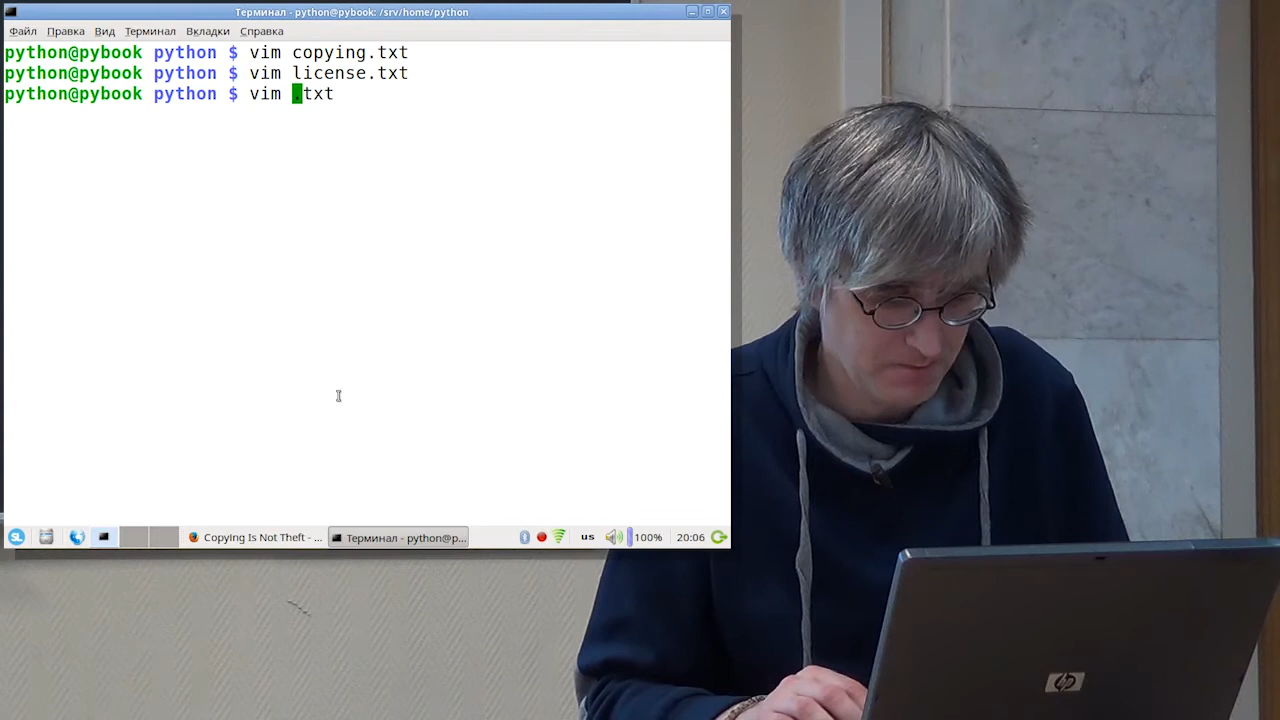 Терминал - python@pybook: /srv/home/python
Файл Правка Вид Терминал Вкладки Справка
python@pybook python $ vim copying.txt
python@pybook python $ vim license.txt
python@pybook python $ vim .txt
SL Copying Is Not Theft - ... Терминал - python@p... us 100% 20:06
hp